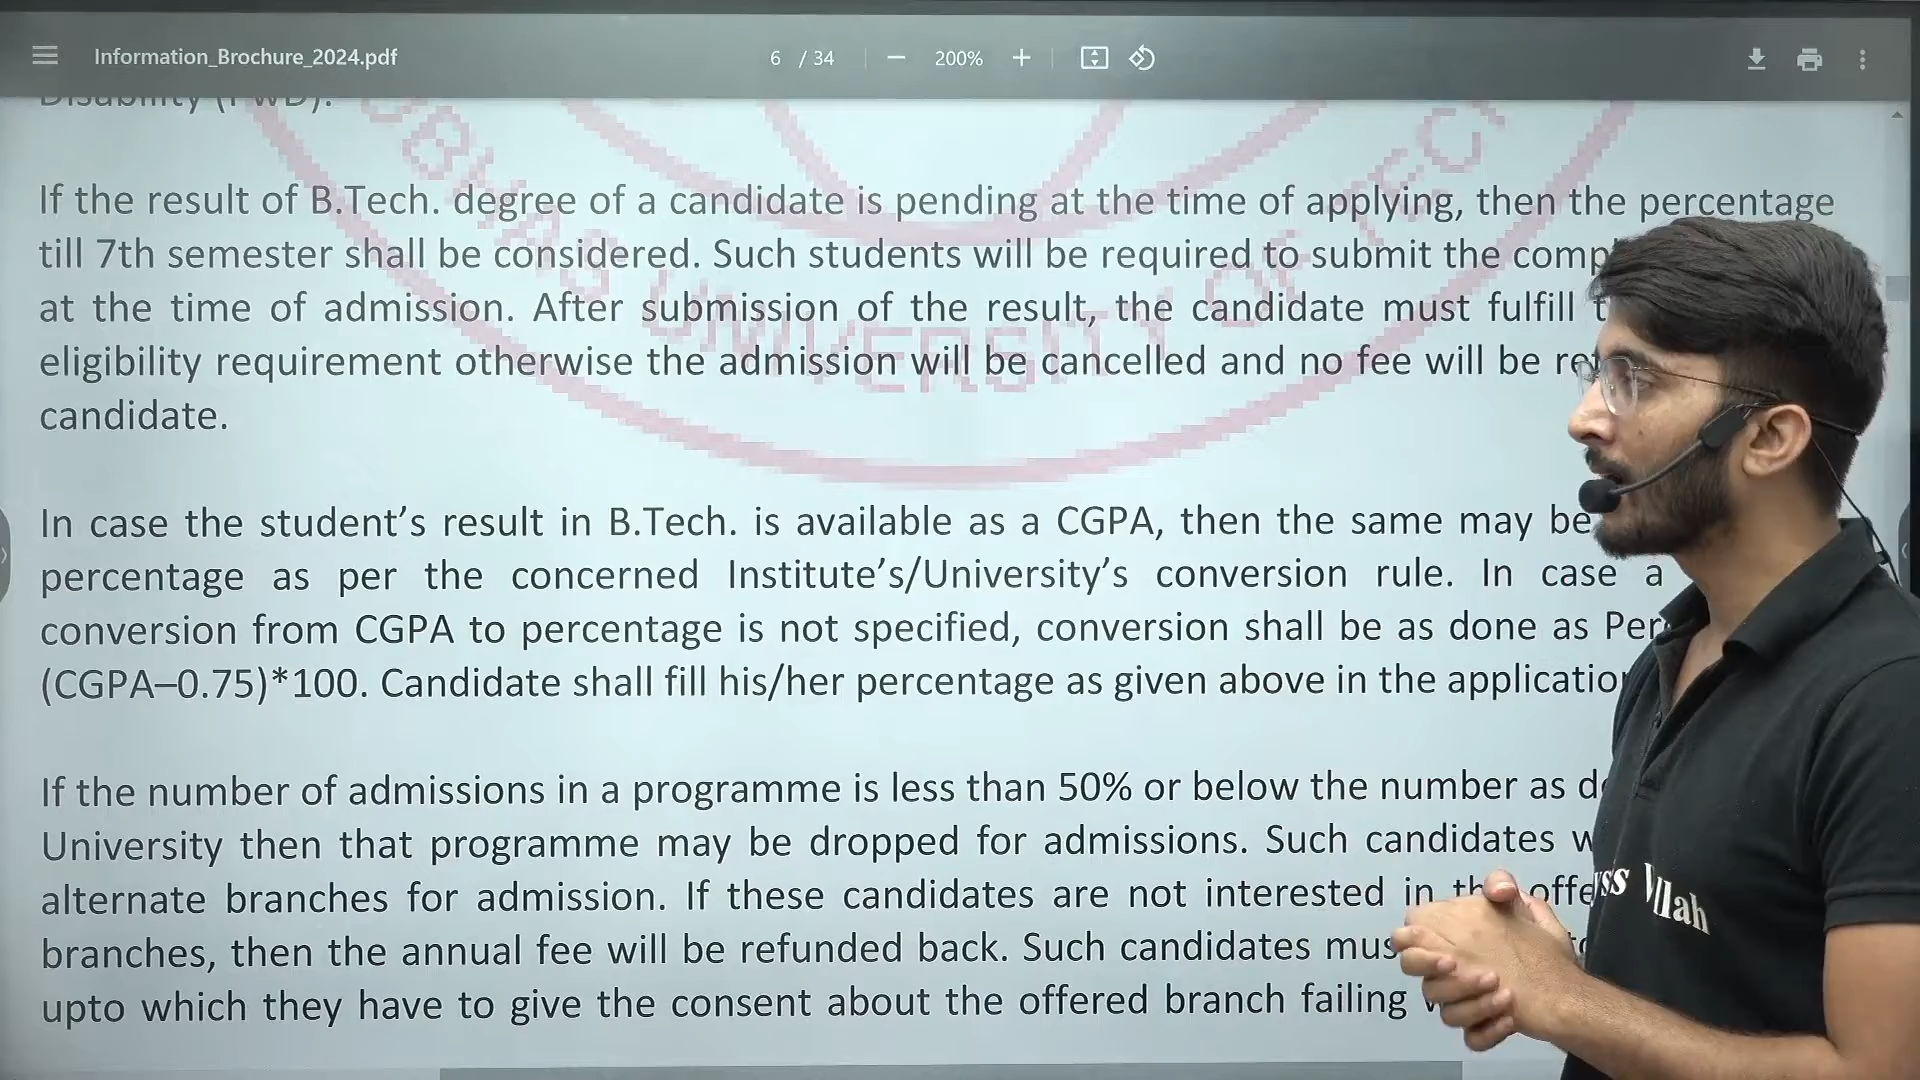 Information_Brochure_2024.pdf
6 / 34
200%
Disability (PwD).
If the result of B.Tech. degree of a candidate is pending at the time of applying, then the percentage
till 7th semester shall be considered. Such students will be required to submit the
at the time of admission. After submission of the result, the candidate must fulfill
eligibility requirement otherwise the admission will be cancelled and no fee will be
candidate.
In case the student's result in B.Tech. is available as a CGPA, then the same may be
percentage as per the concerned Institute's/University's conversion rule. In case a
conversion from CGPA to percentage is not specified, conversion shall be as done as
(CGPA–0.75)*100. Candidate shall fill his/her percentage as given above in the
If the number of admissions in a programme is less than 50% or below the number as
University then that programme may be dropped for admissions. Such candidates
alternate branches for admission. If these candidates are not interested in
branches, then the annual fee will be refunded back. Such candidates
upto which they have to give the consent about the offered branch failing
UNIVERSITY OF